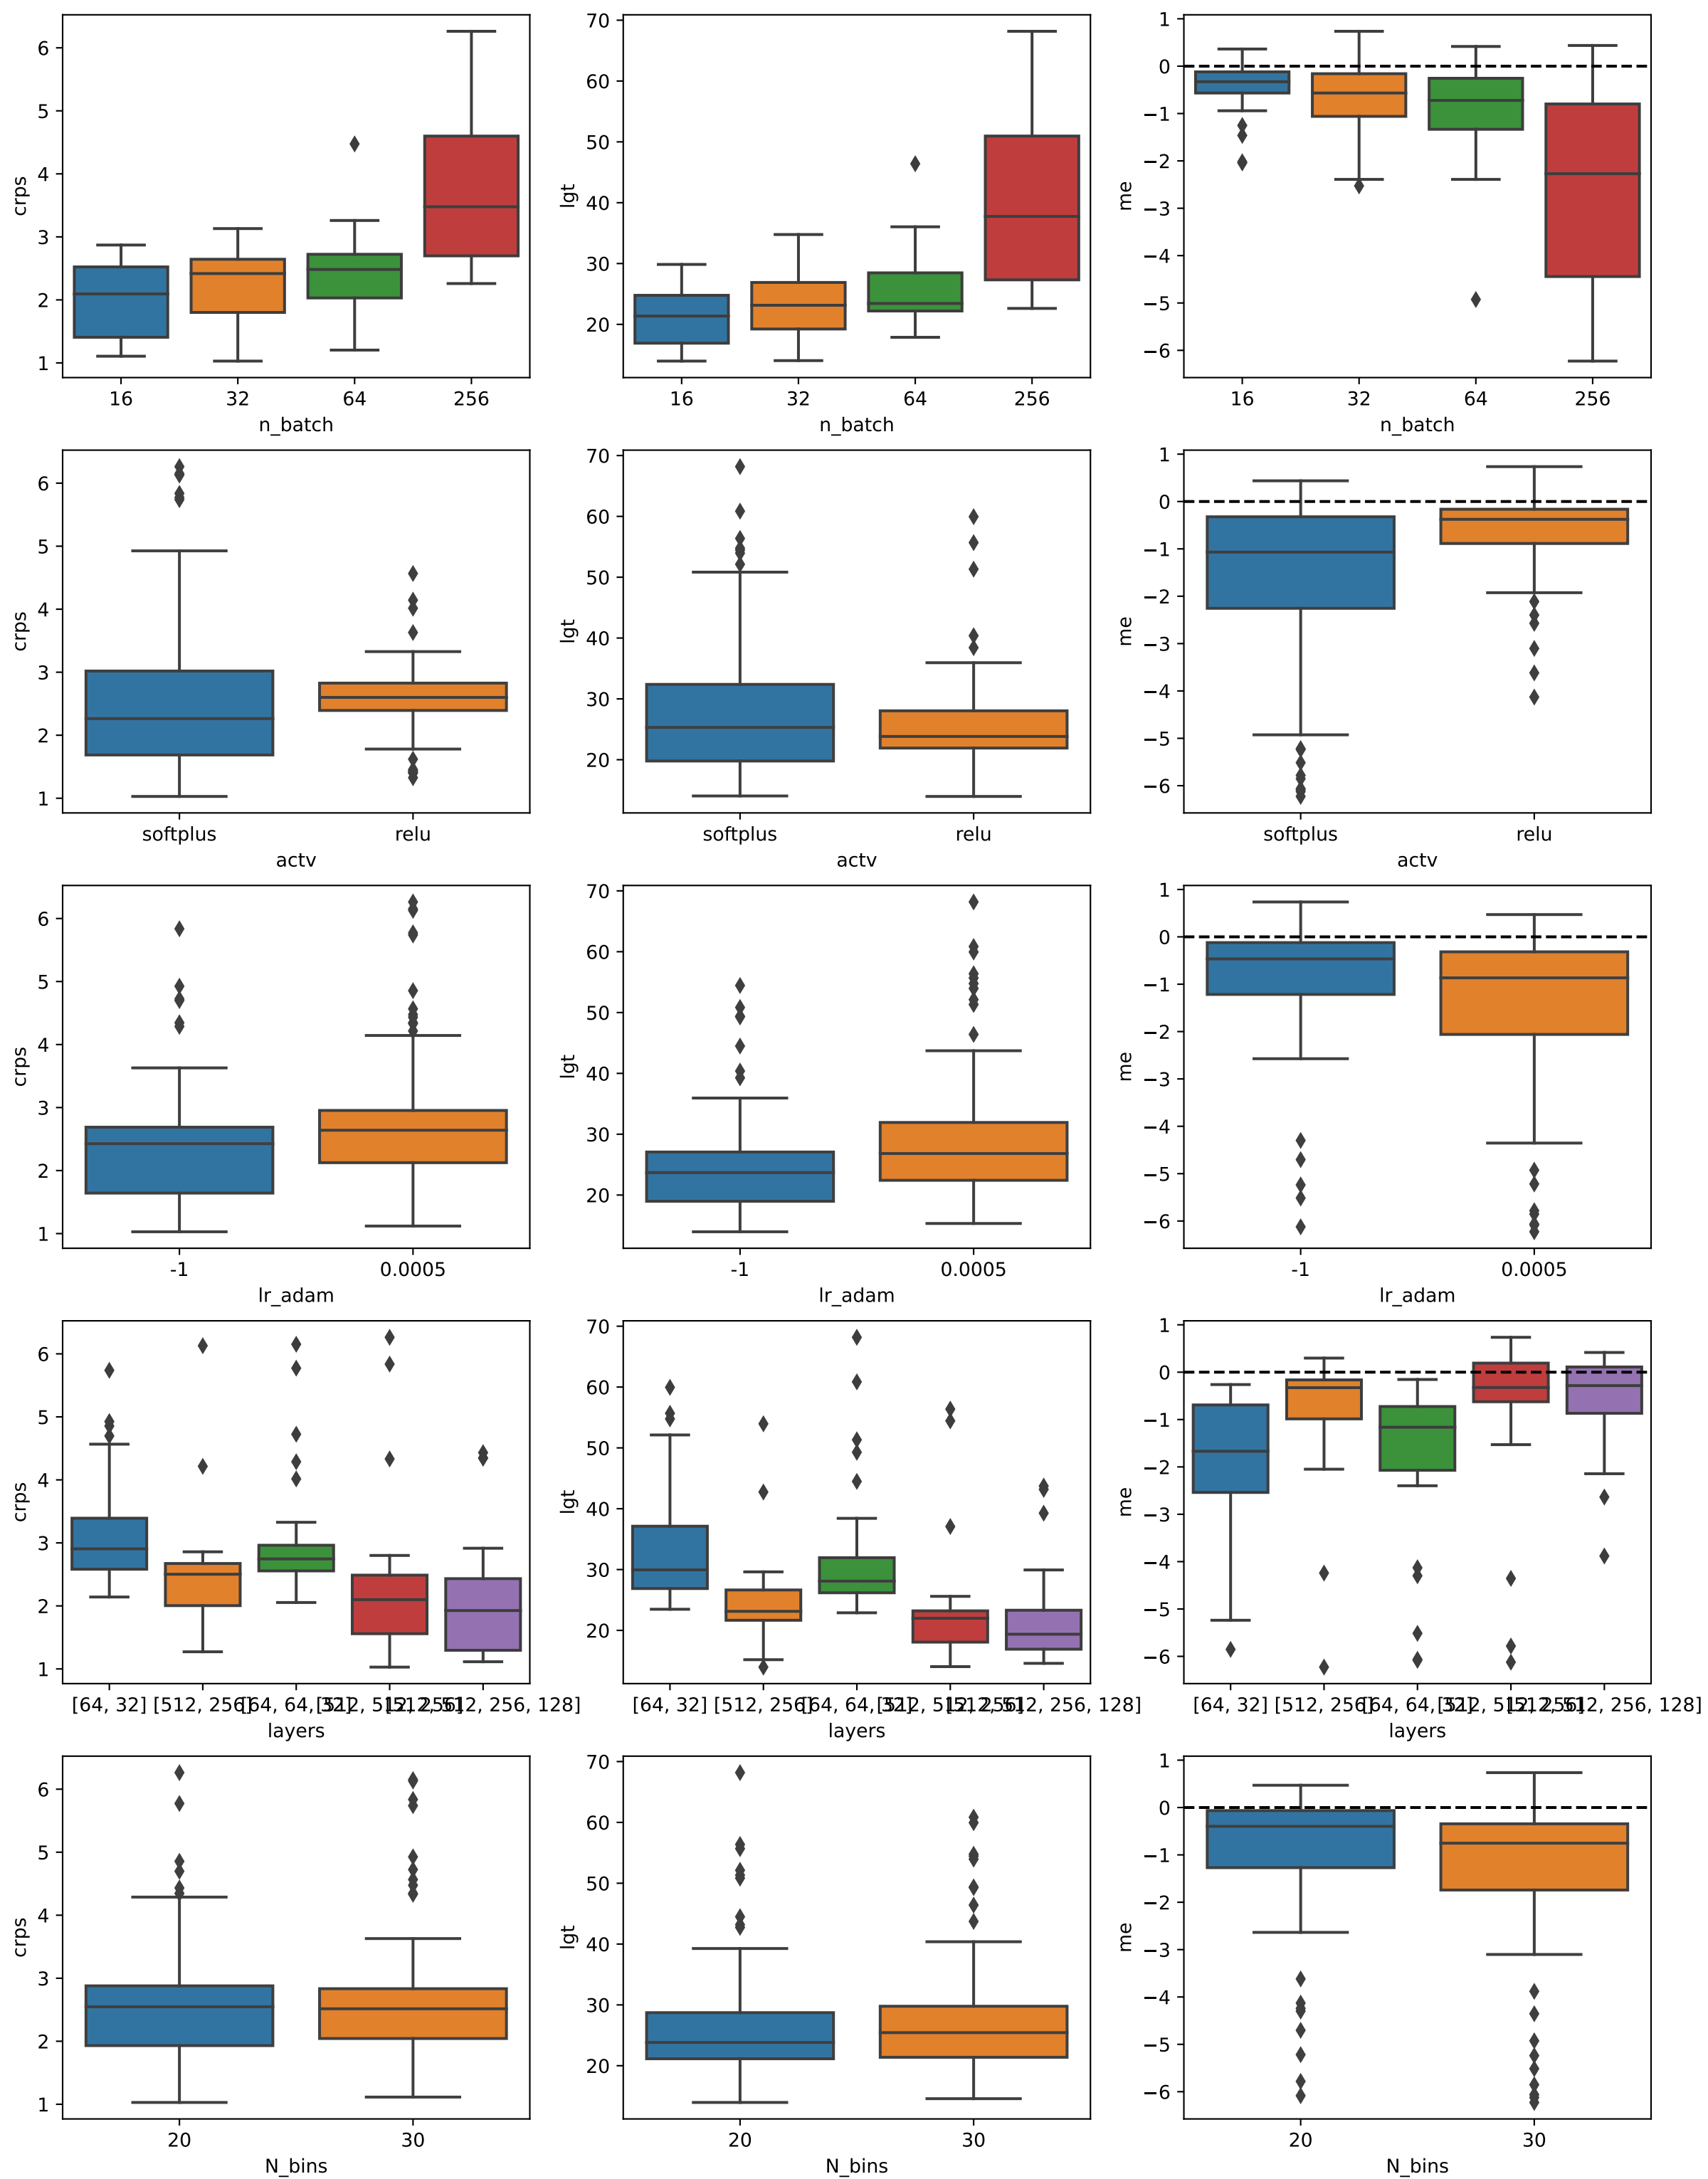 6
5
4
3
2
1
crps
16 32 64 256
n_batch
70
60
50
40
30
20
lgt
16 32 64 256
n_batch
1
0
−1
−2
−3
−4
−5
−6
me
16 32 64 256
n_batch
6
5
4
3
2
1
crps
softplus relu
actv
70
60
50
40
30
20
lgt
softplus relu
actv
1
0
−1
−2
−3
−4
−5
−6
me
softplus relu
actv
6
5
4
3
2
1
crps
-1 0.0005
lr_adam
70
60
50
40
30
20
lgt
-1 0.0005
lr_adam
1
0
−1
−2
−3
−4
−5
−6
me
-1 0.0005
lr_adam
6
5
4
3
2
1
crps
[64, 32] [512, 256] [64, 64, 32]
layers
70
60
50
40
30
20
lgt
[64, 32] [512, 256] [64, 64, 32]
layers
1
0
−1
−2
−3
−4
−5
−6
me
[64, 32] [512, 256] [64, 64, 32]
layers
6
5
4
3
2
1
crps
20 30
N_bins
70
60
50
40
30
20
lgt
20 30
N_bins
1
0
−1
−2
−3
−4
−5
−6
me
20 30
N_bins